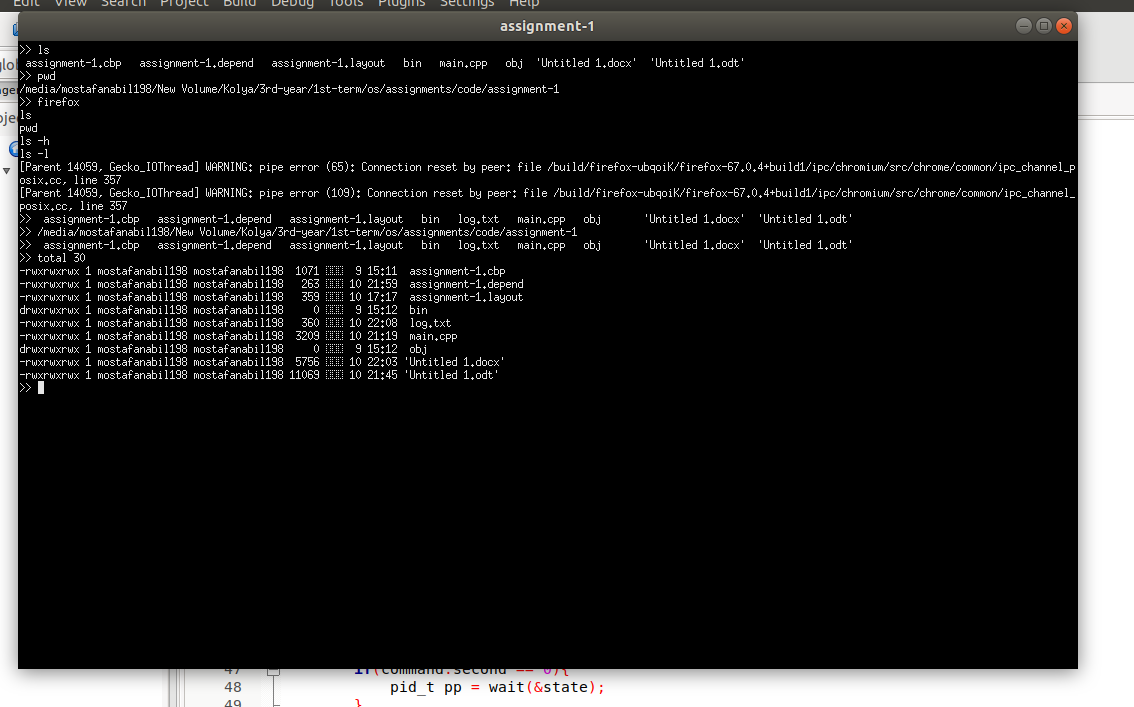 Edit View Search Project Build Debug Tools Plugins Settings Help
assignment-1
>> ls
assignment-1.cbp assignment-1.depend assignment-1.layout bin main.cpp obj 'Untitled 1.docx' 'Untitled 1.odt'
>> pwd
/media/mostafanabil198/New Volume/Kolya/3rd-year/1st-term/os/assignments/code/assignment-1
>> firefox
ls
pwd
ls -h
ls -l
[Parent 14059, Gecko_IOThread] WARNING: pipe error (65): Connection reset by peer: file /build/firefox-ubqoiK/firefox-67.0.4+build1/ipc/chromium/src/chrome/common/ipc_channel_p
osix.cc, line 357
[Parent 14059, Gecko_IOThread] WARNING: pipe error (109): Connection reset by peer: file /build/firefox-ubqoiK/firefox-67.0.4+build1/ipc/chromium/src/chrome/common/ipc_channel_
posix.cc, line 357
>> assignment-1.cbp assignment-1.depend assignment-1.layout bin log.txt main.cpp obj 'Untitled 1.docx' 'Untitled 1.odt'
>> /media/mostafanabil198/New Volume/Kolya/3rd-year/1st-term/os/assignments/code/assignment-1
>> assignment-1.cbp assignment-1.depend assignment-1.layout bin log.txt main.cpp obj 'Untitled 1.docx' 'Untitled 1.odt'
>> total 30
-rwxrwxrwx 1 mostafanabil198 mostafanabil198 1071 9 15:11 assignment-1.cbp
-rwxrwxrwx 1 mostafanabil198 mostafanabil198 263 10 21:59 assignment-1.depend
-rwxrwxrwx 1 mostafanabil198 mostafanabil198 359 10 17:17 assignment-1.layout
drwxrwxrwx 1 mostafanabil198 mostafanabil198 0 9 15:12 bin
-rwxrwxrwx 1 mostafanabil198 mostafanabil198 360 10 22:08 log.txt
-rwxrwxrwx 1 mostafanabil198 mostafanabil198 3209 10 21:19 main.cpp
drwxrwxrwx 1 mostafanabil198 mostafanabil198 0 9 15:12 obj
-rwxrwxrwx 1 mostafanabil198 mostafanabil198 5756 10 22:03 'Untitled 1.docx'
-rwxrwxrwx 1 mostafanabil198 mostafanabil198 11069 10 21:45 'Untitled 1.odt'
>>
47 if(command.second == 0){
48 pid_t pp = wait(&state);
49 }